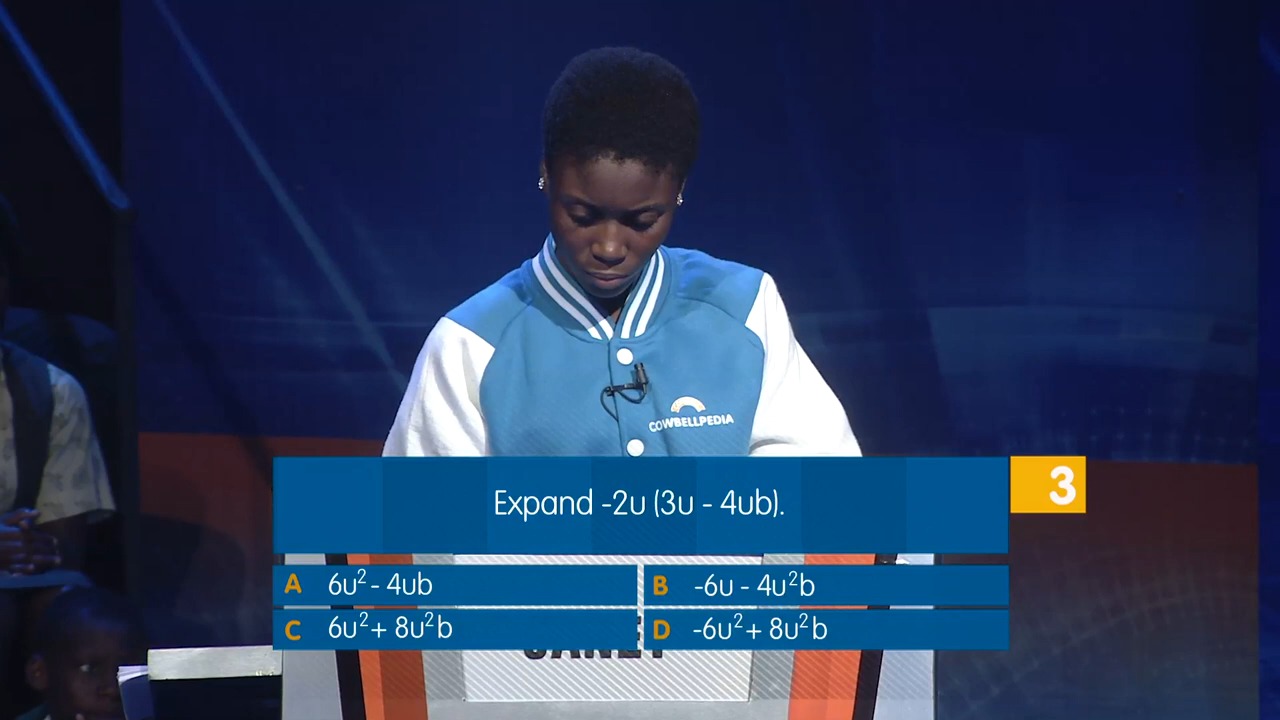 COWBELLPEDIA
Expand -2u (3u - 4ub).
3
A 6u² - 4ub
B -6u - 4u²b
C 6u² + 8u²b
D -6u² + 8u²b